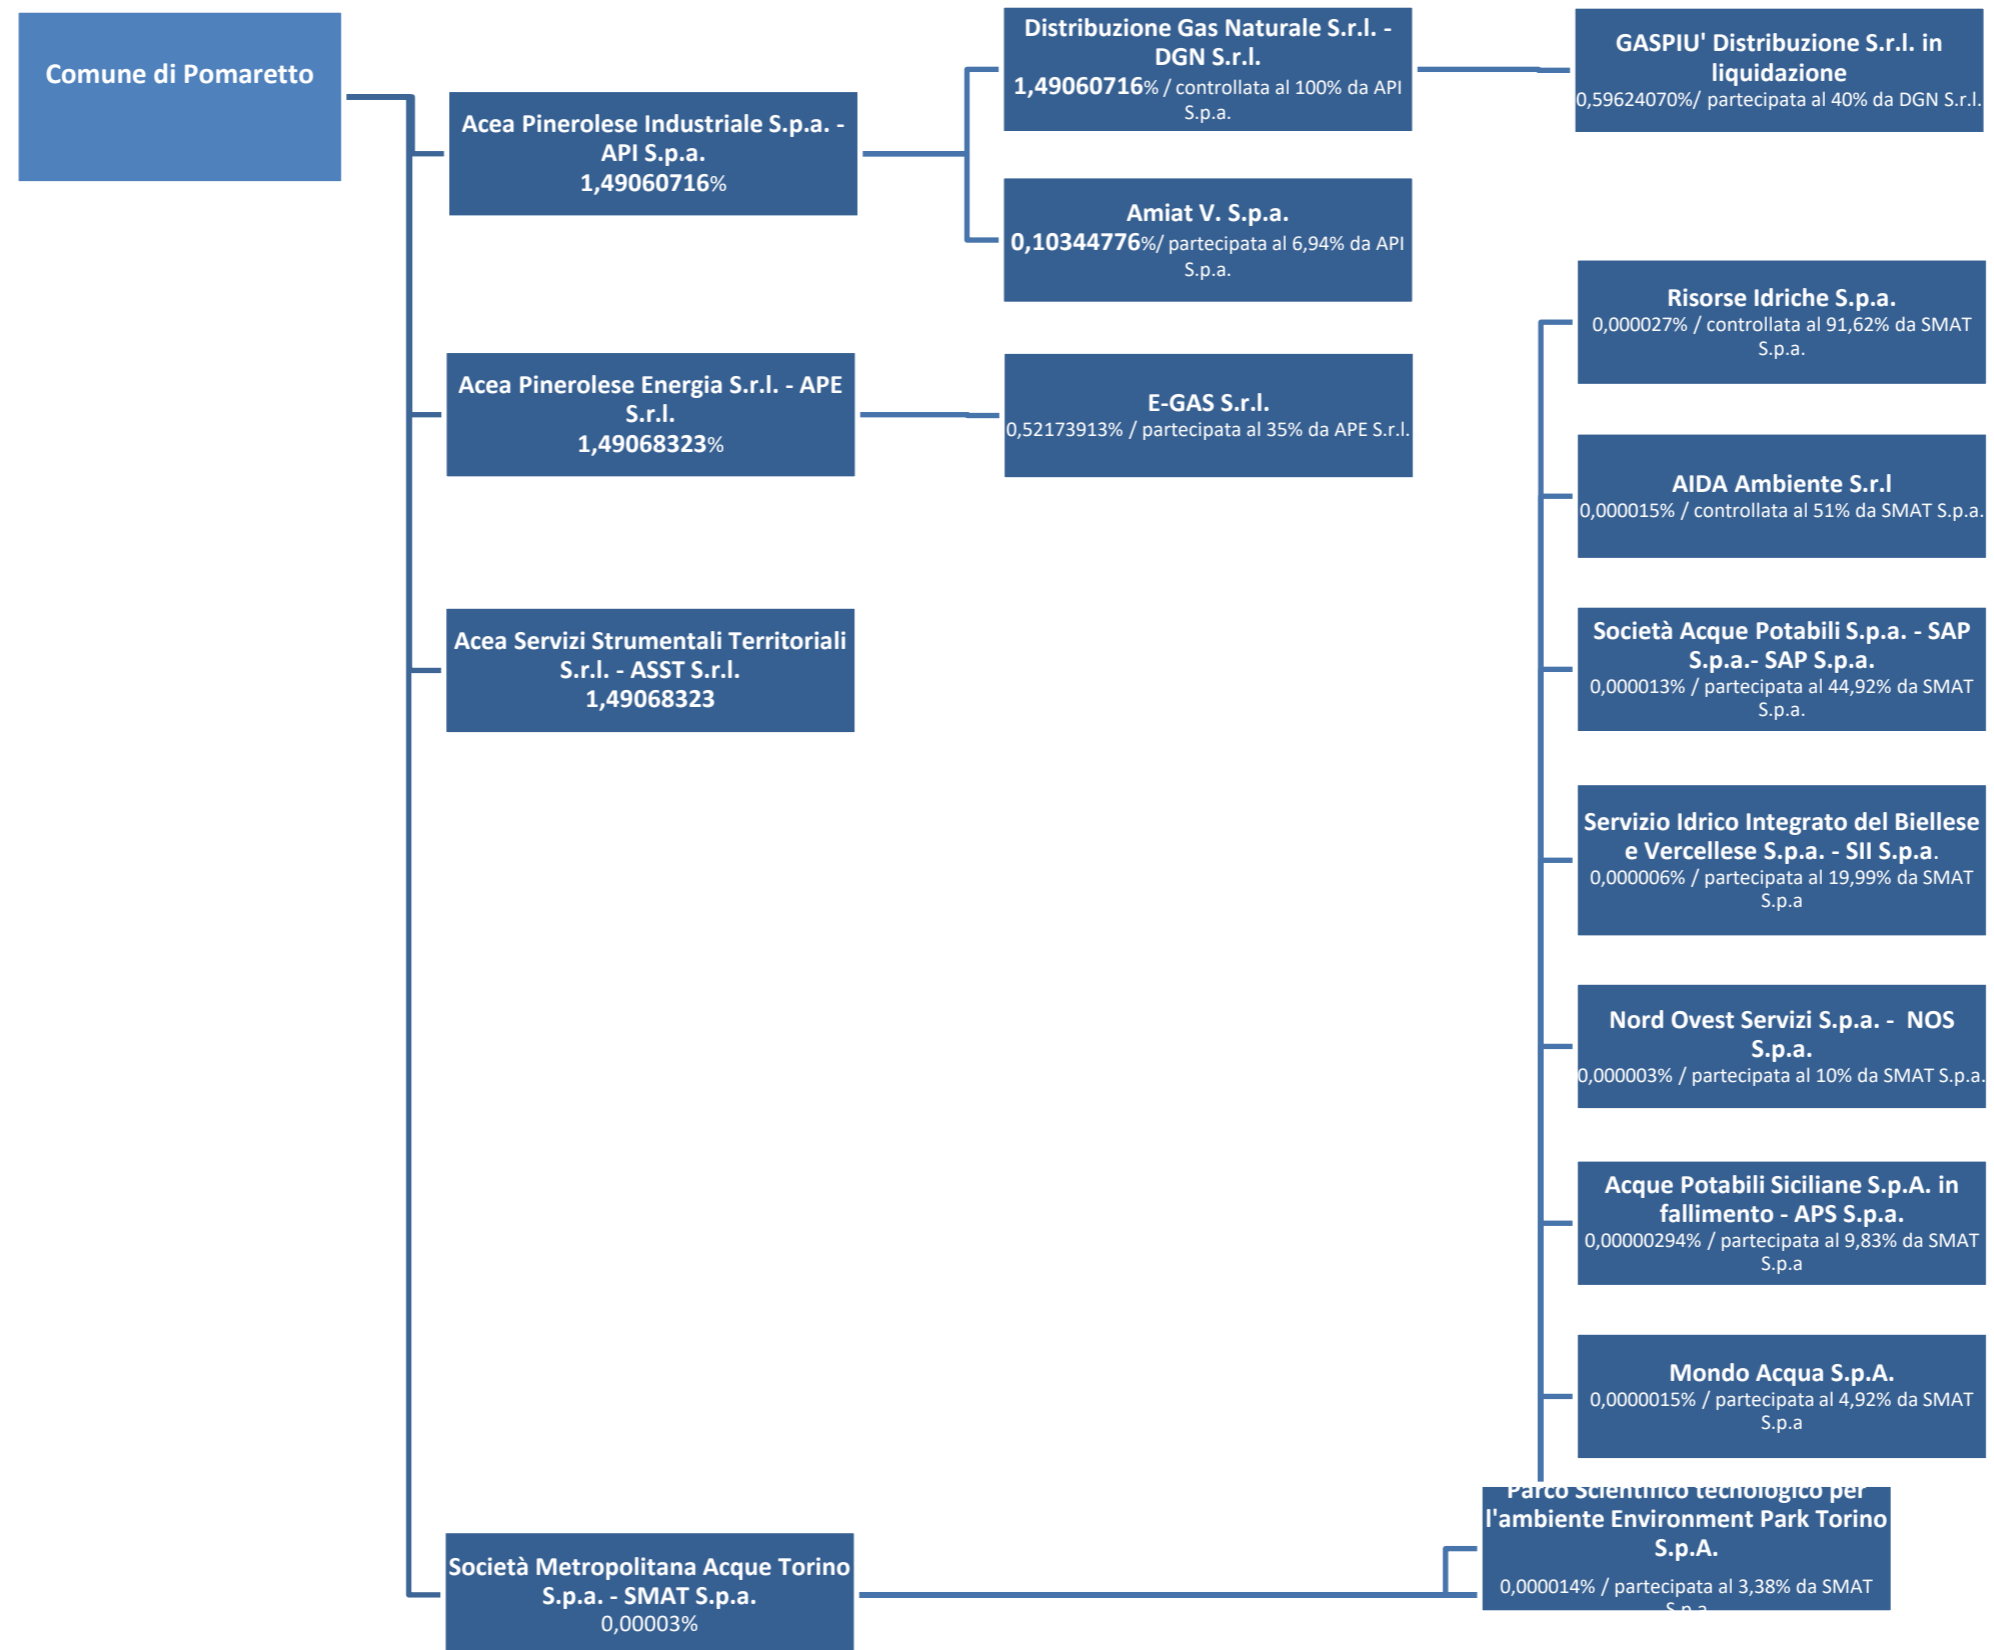 Comune di Pomaretto
Acea Pinerolese Industriale S.p.a. -
API S.p.a.
1,49060716%
Distribuzione Gas Naturale S.r.l. -
DGN S.r.l.
1,49060716% / controllata al 100% da API
S.p.a.
GASPIU' Distribuzione S.r.l. in
liquidazione
0,59624070%/ partecipata al 40% da DGN S.r.l.
Amiat V. S.p.a.
0,10344776%/ partecipata al 6,94% da API
S.p.a.
Acea Pinerolese Energia S.r.l. - APE
S.r.l.
1,49068323%
E-GAS S.r.l.
0,52173913% / partecipata al 35% da APE S.r.l.
Acea Servizi Strumentali Territoriali
S.r.l. - ASST S.r.l.
1,49068323
Società Metropolitana Acque Torino
S.p.a. - SMAT S.p.a.
0,00003%
Risorse Idriche S.p.a.
0,000027% / controllata al 91,62% da SMAT
S.p.a.
AIDA Ambiente S.r.l
0,000015% / controllata al 51% da SMAT S.p.a.
Società Acque Potabili S.p.a. - SAP
S.p.a.- SAP S.p.a.
0,000013% / partecipata al 44,92% da SMAT
S.p.a.
Servizio Idrico Integrato del Biellese
e Vercellese S.p.a. - SII S.p.a.
0,000006% / partecipata al 19,99% da SMAT
S.p.a
Nord Ovest Servizi S.p.a. -  NOS
S.p.a.
0,000003% / partecipata al 10% da SMAT S.p.a.
Acque Potabili Siciliane S.p.A. in
fallimento - APS S.p.a.
0,00000294% / partecipata al 9,83% da SMAT
S.p.a
Mondo Acqua S.p.A.
0,0000015% / partecipata al 4,92% da SMAT
S.p.a
Parco Scientifico tecnologico per
l'ambiente Environment Park Torino
S.p.A.
0,000014% / partecipata al 3,38% da SMAT
S.p.a